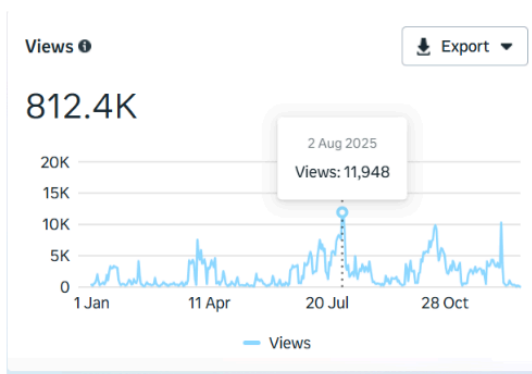 Views
Export
812.4K
2 Aug 2025
Views: 11,948
20K
15K
10K
5K
0
1 Jan 11 Apr 20 Jul 28 Oct
Views